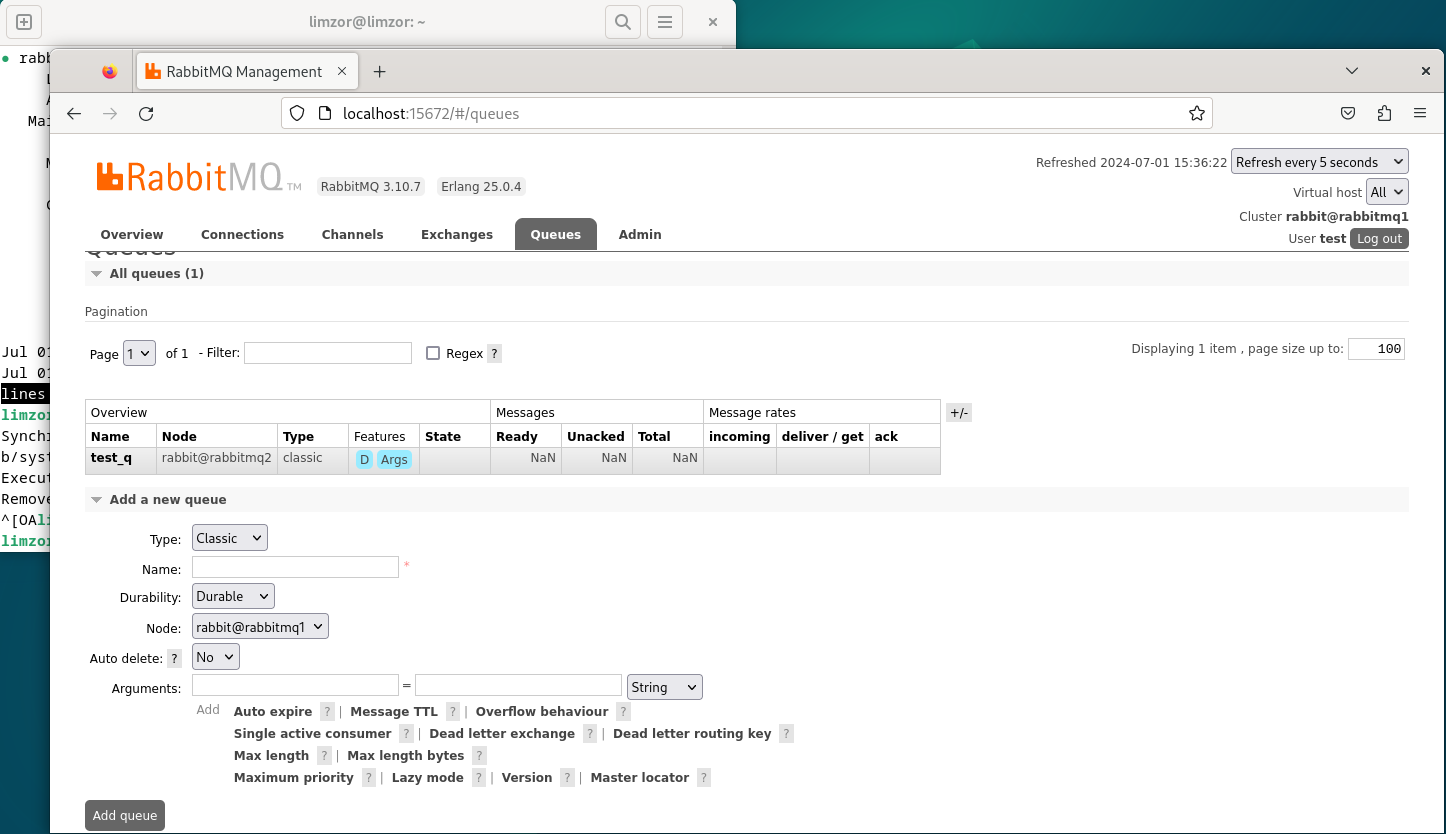 limzor@limzor: ~
● rabb
Mai
Jul 01
Jul 01
lines
limzor
Synchi
b/syst
Execut
Remove
^[OAli
limzor
RabbitMQ Management
localhost:15672/#/queues
RabbitMQ TM
RabbitMQ 3.10.7 Erlang 25.0.4
Refreshed 2024-07-01 15:36:22 Refresh every 5 seconds
Virtual host All
Cluster rabbit@rabbitmq1
User test Log out
Overview Connections Channels Exchanges Queues Admin
Queues
All queues (1)
Pagination
Page 1 of 1 - Filter: Regex ?
Displaying 1 item , page size up to: 100
Overview Messages Message rates +/-
Name Node Type Features State Ready Unacked Total incoming deliver / get ack
test_q rabbit@rabbitmq2 classic D Args NaN NaN NaN
Add a new queue
Type: Classic
Name: *
Durability: Durable
Node: rabbit@rabbitmq1
Auto delete: ? No
Arguments: = String
Add Auto expire ? | Message TTL ? | Overflow behaviour ?
Single active consumer ? | Dead letter exchange ? | Dead letter routing key ?
Max length ? | Max length bytes ?
Maximum priority ? | Lazy mode ? | Version ? | Master locator ?
Add queue